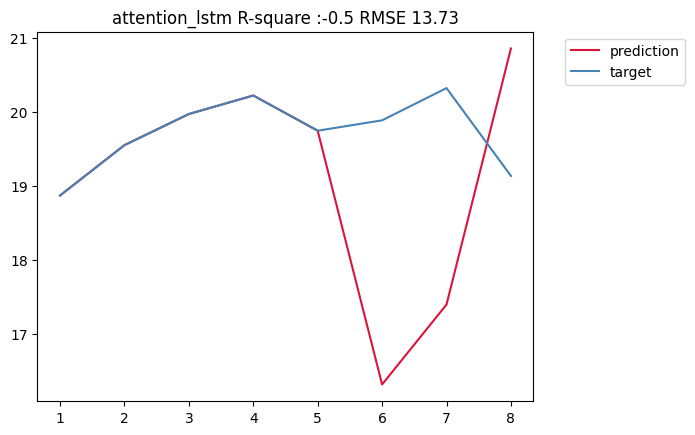 attention_lstm R-square :-0.5 RMSE 13.73
prediction
target
21
20
19
18
17
1 2 3 4 5 6 7 8